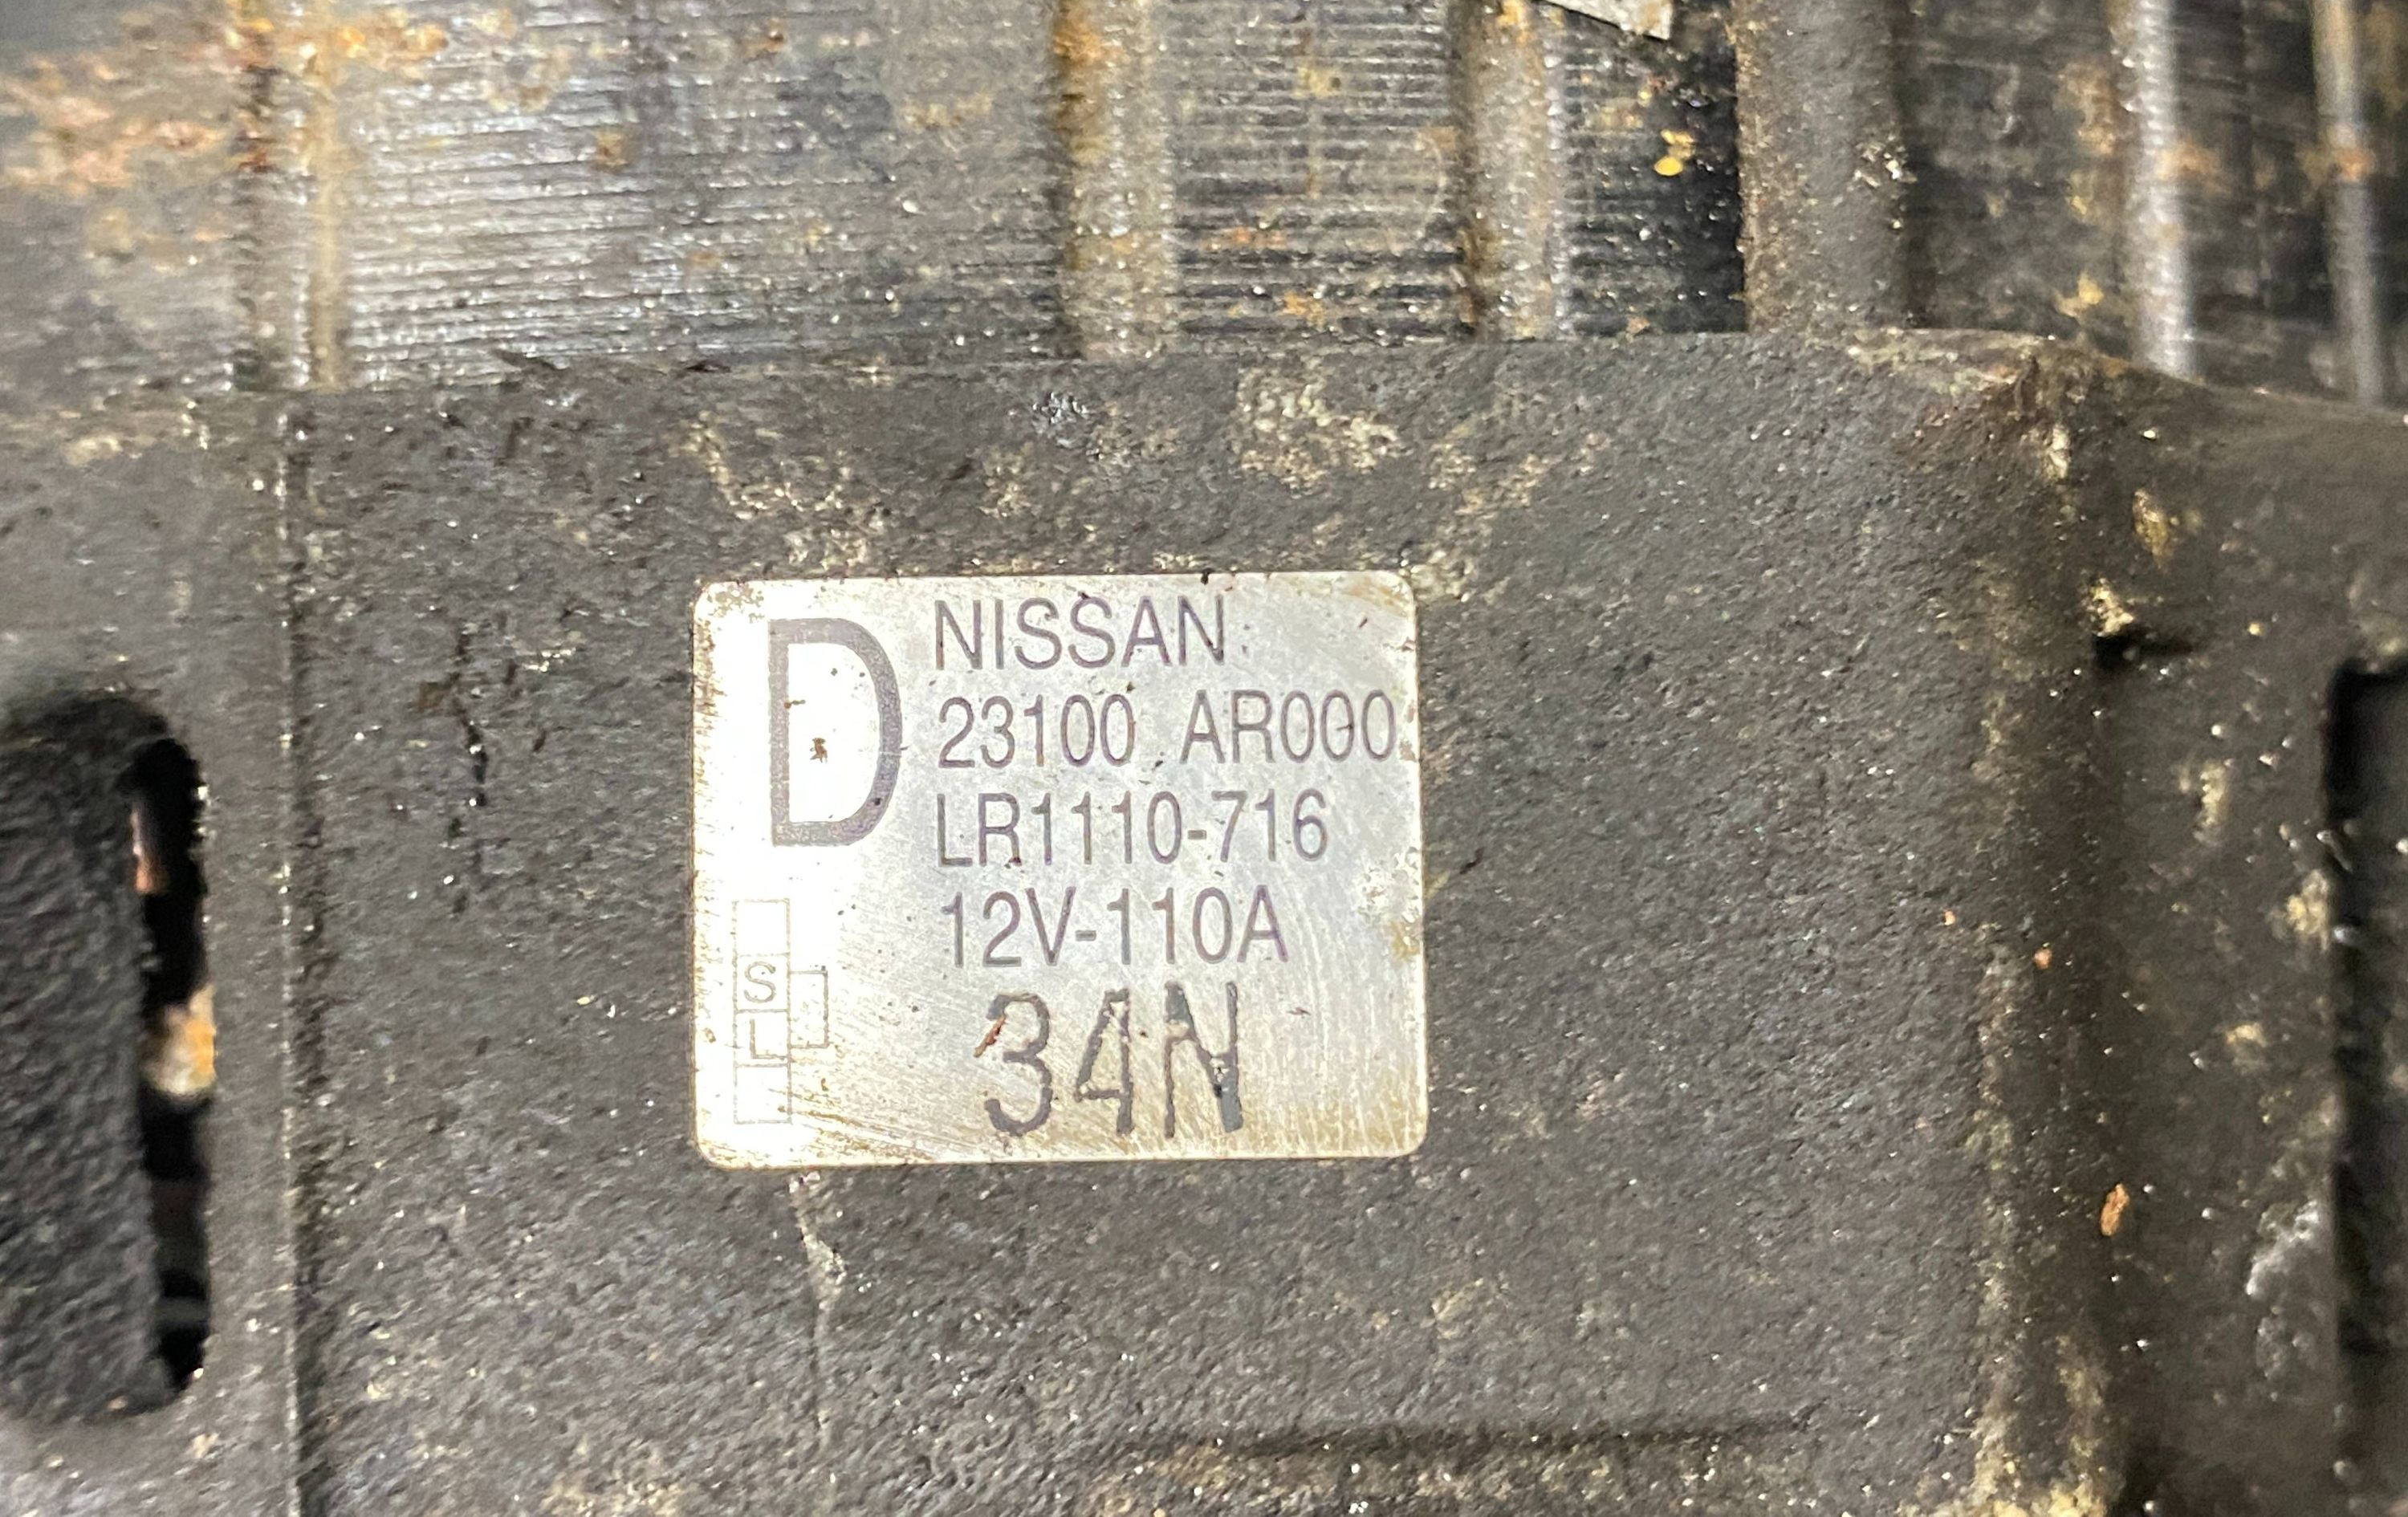 D
NISSAN
23100 AR000
LR1110-716
12V-110A
S
L
34N